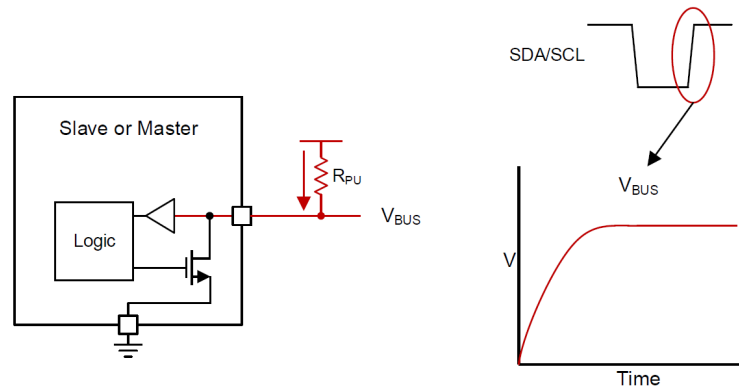 SDA/SCL
Slave or Master
RPU
VBUS
Logic
VBUS
V
Time